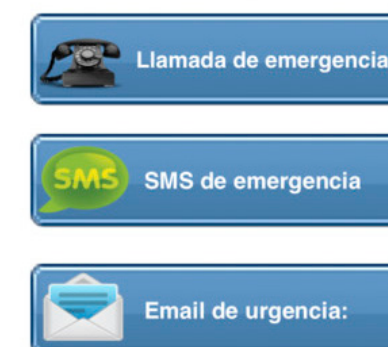 Llamada de emergencia
SMS
SMS de emergencia
Email de urgencia: